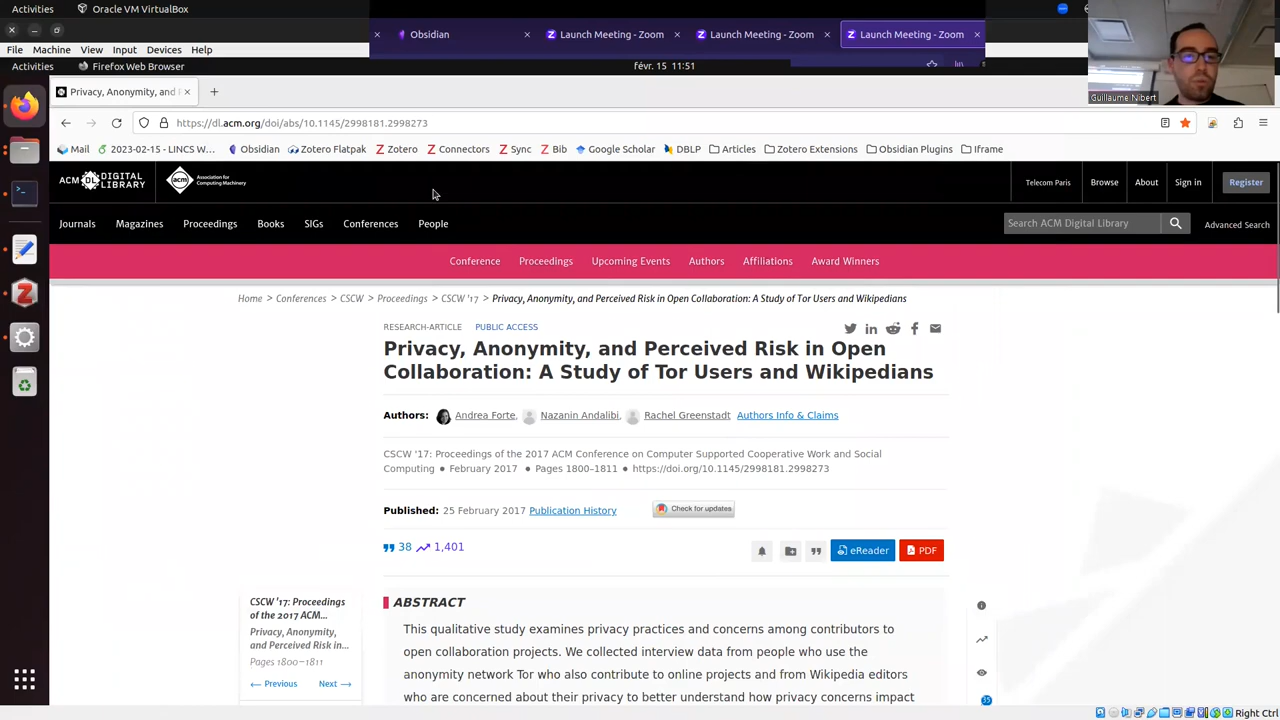 Activities
Oracle VM VirtualBox
Obsidian
Launch Meeting - Zoom
Launch Meeting - Zoom
Launch Meeting - Zoom
File Machine View Input Devices Help
Activities
Firefox Web Browser
févr. 15 11:51
Guillaume Nibert
Privacy, Anonymity, and
https://dl.acm.org/doi/abs/10.1145/2998181.2998273
Mail
2023-02-15 - LINCS W...
Obsidian
Zotero Flatpak
Zotero
Connectors
Sync
Bib
Google Scholar
DBLP
Articles
Zotero Extensions
Obsidian Plugins
Iframe
ACM DL DIGITAL LIBRARY
acm Association for Computing Machinery
Telecom Paris
Browse
About
Sign in
Register
Journals
Magazines
Proceedings
Books
SIGs
Conferences
People
Search ACM Digital Library
Advanced Search
Conference
Proceedings
Upcoming Events
Authors
Affiliations
Award Winners
Home > Conferences > CSCW > Proceedings > CSCW '17 > Privacy, Anonymity, and Perceived Risk in Open Collaboration: A Study of Tor Users and Wikipedians
RESEARCH-ARTICLE PUBLIC ACCESS
Privacy, Anonymity, and Perceived Risk in Open
Collaboration: A Study of Tor Users and Wikipedians
Authors: Andrea Forte, Nazanin Andalibi, Rachel Greenstadt Authors Info & Claims
CSCW '17: Proceedings of the 2017 ACM Conference on Computer Supported Cooperative Work and Social
Computing • February 2017 • Pages 1800–1811 • https://doi.org/10.1145/2998181.2998273
Published: 25 February 2017 Publication History
Check for updates
38 1,401
eReader
PDF
CSCW '17: Proceedings
of the 2017 ACM...
Privacy, Anonymity,
and Perceived Risk in...
Pages 1800–1811
← Previous Next →
ABSTRACT
This qualitative study examines privacy practices and concerns among contributors to
open collaboration projects. We collected interview data from people who use the
anonymity network Tor who also contribute to online projects and from Wikipedia editors
who are concerned about their privacy to better understand how privacy concerns impact
Right Ctrl